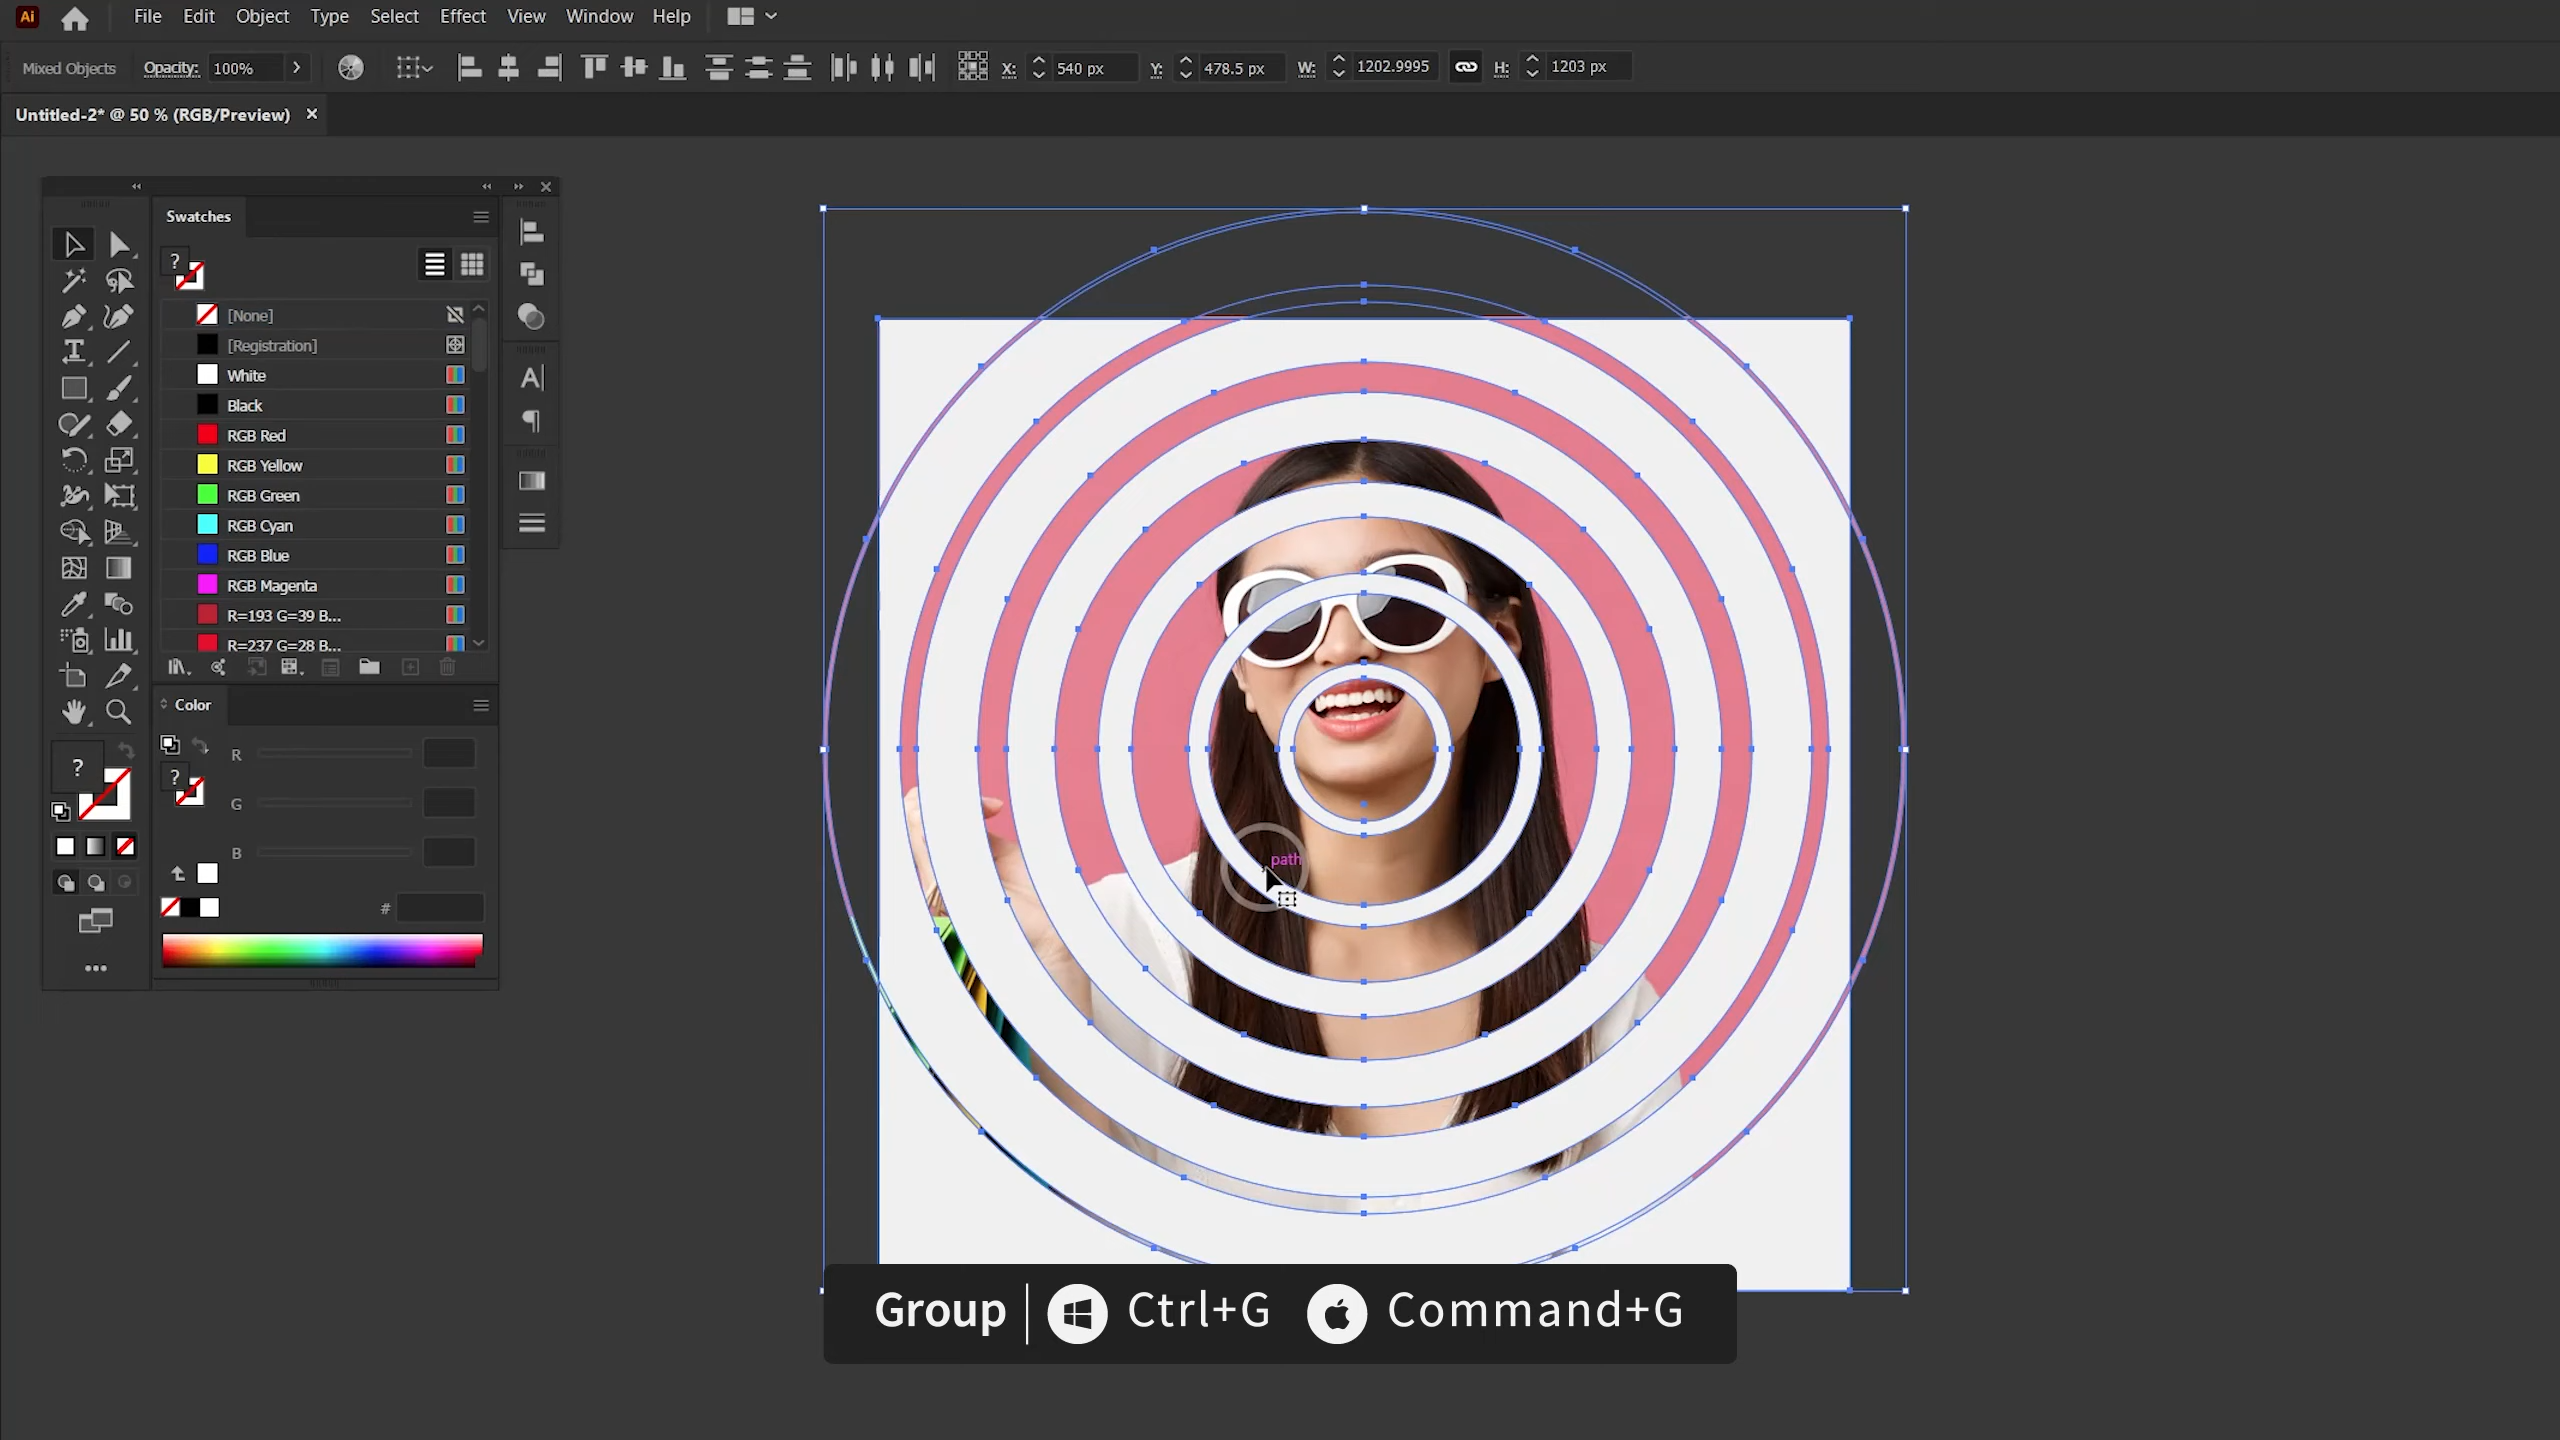 Ai File Edit Object Type Select Effect View Window Help
Mixed Objects Opacity: 100% X: 540 px Y: 478.5 px W: 1202.9995 H: 1203 px
Untitled-2* @ 50 % (RGB/Preview) ×
Swatches
?
[None]
[Registration]
White
Black
RGB Red
RGB Yellow
RGB Green
RGB Cyan
RGB Blue
RGB Magenta
R=193 G=39 B...
R=237 G=28 B...
Color
R
?
?
G
B
#
path
Group | Ctrl+G Command+G